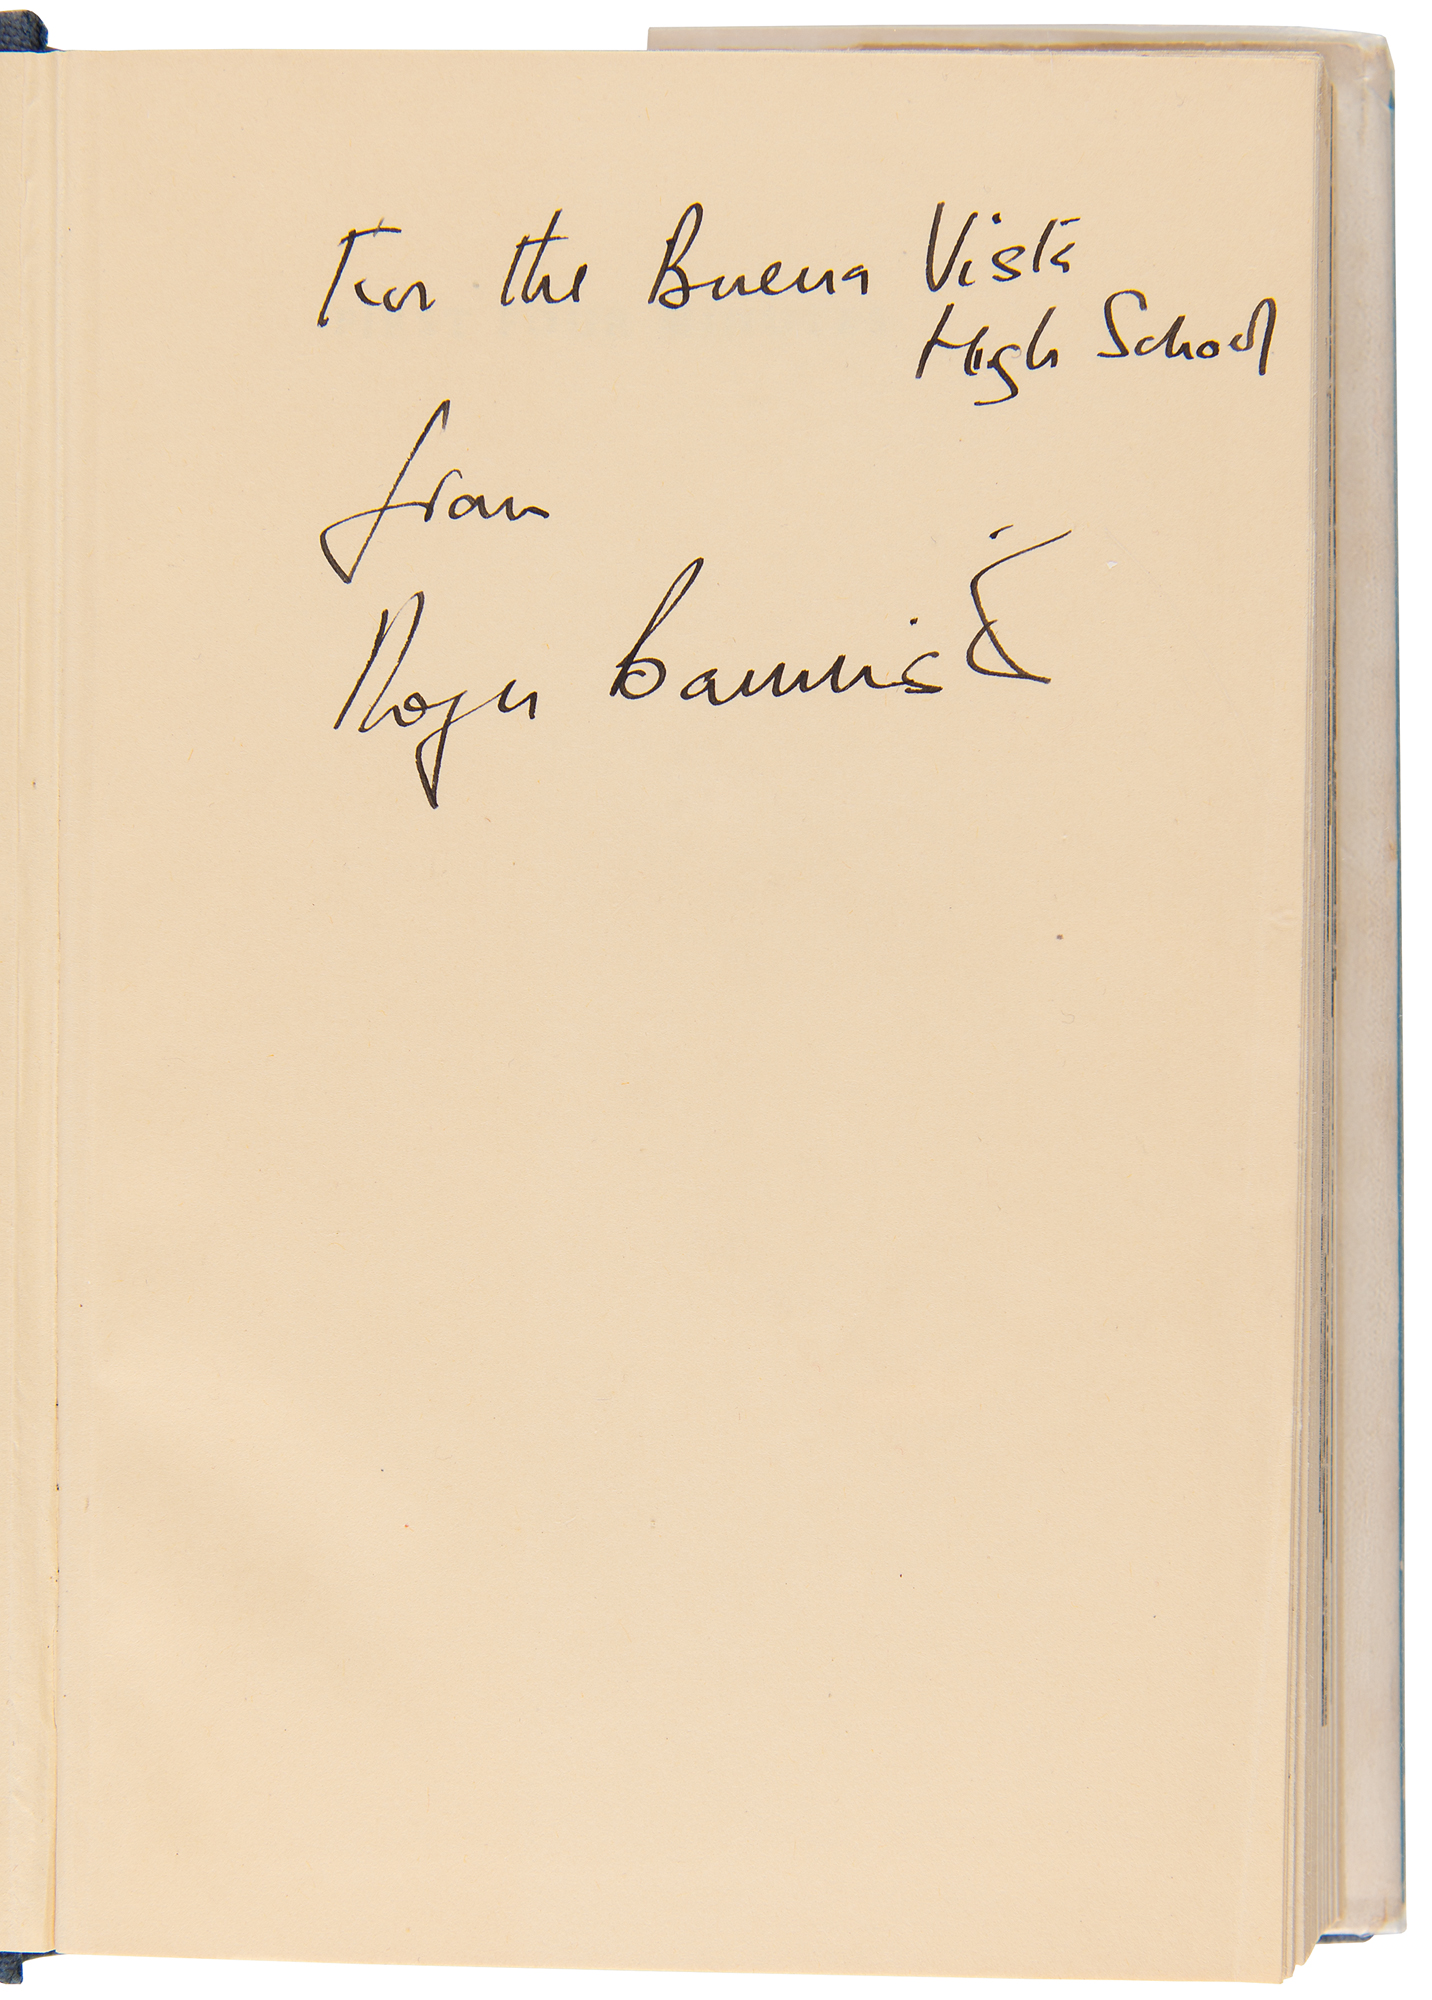 For the Buena Vista
High School
from
Roger Bannister